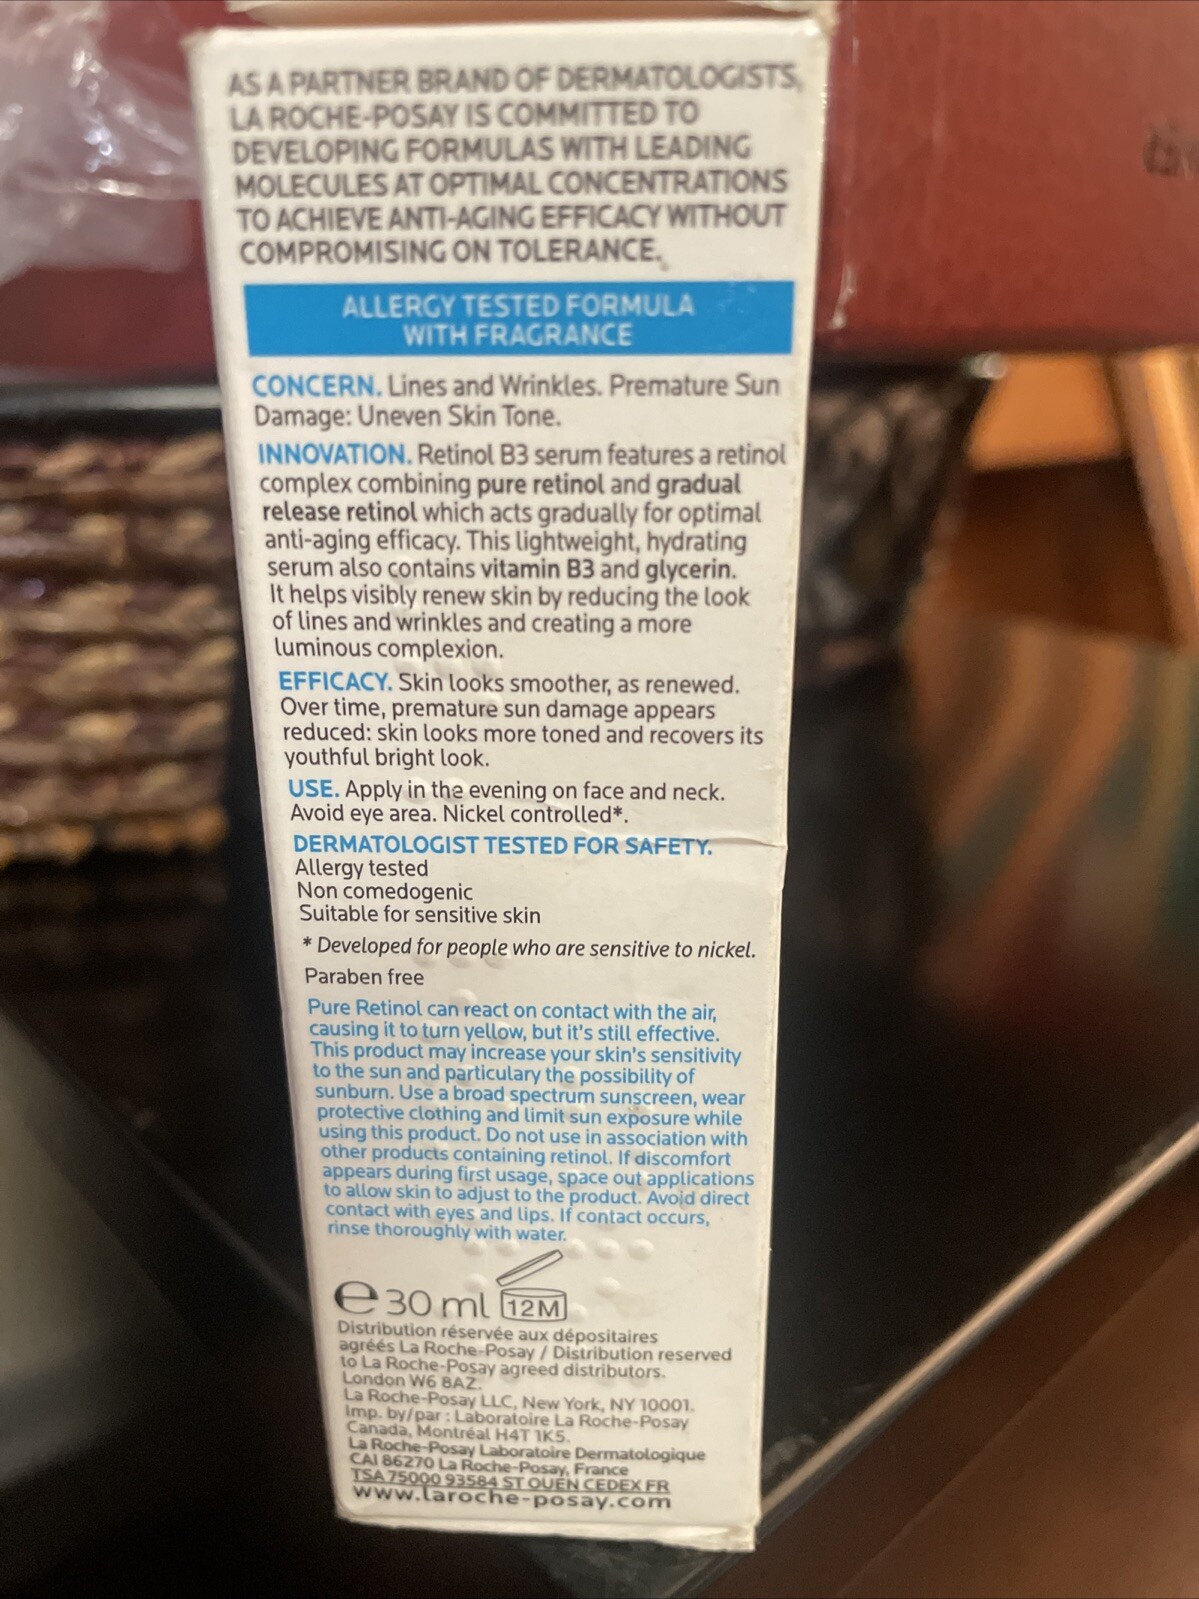 AS A PARTNER BRAND OF DERMATOLOGISTS,
LA ROCHE-POSAY IS COMMITTED TO
DEVELOPING FORMULAS WITH LEADING
MOLECULES AT OPTIMAL CONCENTRATIONS
TO ACHIEVE ANTI-AGING EFFICACY WITHOUT
COMPROMISING ON TOLERANCE.
ALLERGY TESTED FORMULA
WITH FRAGRANCE
CONCERN. Lines and Wrinkles. Premature Sun
Damage: Uneven Skin Tone.
INNOVATION. Retinol B3 serum features a retinol
complex combining pure retinol and gradual
release retinol which acts gradually for optimal
anti-aging efficacy. This lightweight, hydrating
serum also contains vitamin B3 and glycerin.
It helps visibly renew skin by reducing the look
of lines and wrinkles and creating a more
luminous complexion.
EFFICACY. Skin looks smoother, as renewed.
Over time, premature sun damage appears
reduced: skin looks more toned and recovers its
youthful bright look.
USE. Apply in the evening on face and neck.
Avoid eye area. Nickel controlled*.
DERMATOLOGIST TESTED FOR SAFETY.
Allergy tested
Non comedogenic
Suitable for sensitive skin
* Developed for people who are sensitive to nickel.
Paraben free
Pure Retinol can react on contact with the air,
causing it to turn yellow, but it's still effective.
This product may increase your skin's sensitivity
to the sun and particulary the possibility of
sunburn. Use a broad spectrum sunscreen, wear
protective clothing and limit sun exposure while
using this product. Do not use in association with
other products containing retinol. If discomfort
appears during first usage, space out applications
to allow skin to adjust to the product. Avoid direct
contact with eyes and lips. If contact occurs,
rinse thoroughly with water.
e 30 ml 12M
Distribution réservée aux dépositaires
agréés La Roche-Posay / Distribution reserved
to La Roche-Posay agreed distributors.
London W6 8AZ.
La Roche-Posay LLC, New York, NY 10001.
Imp. by/par : Laboratoire La Roche-Posay
Canada, Montréal H4T 1K5.
La Roche-Posay Laboratoire Dermatologique
CAI 86270 La Roche-Posay, France
TSA 75000 93584 ST OUEN CEDEX FR
www.laroche-posay.com